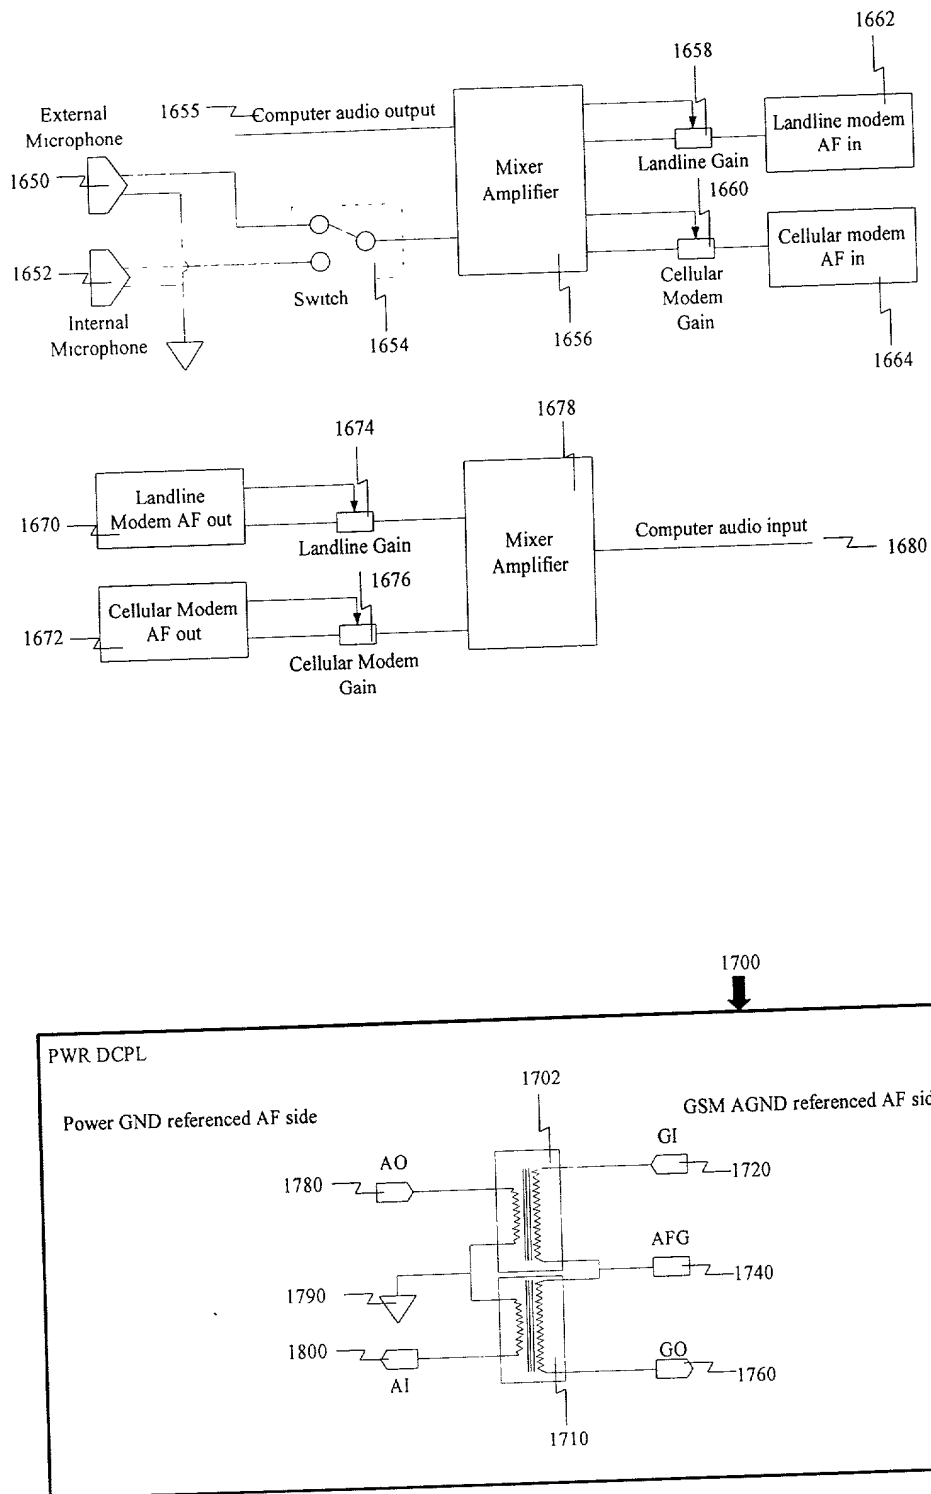 1662
1658
1655
Computer audio output
External
Microphone
1650
Mixer
Amplifier
Landline modem
AF in
Landline Gain
1660
Cellular modem
AF in
1652
Switch
Internal
Microphone
1654
1656
Cellular
Modem
Gain
1664
1678
1674
Landline
Modem AF out
1670
Landline Gain
Mixer
Amplifier
Computer audio input
1680
1676
Cellular Modem
AF out
1672
Cellular Modem
Gain
1700
PWR DCPL
1702
Power GND referenced AF side
GSM AGND referenced AF sid
AO
GI
1780
1720
AFG
1740
1790
1800
AI
GO
1760
1710